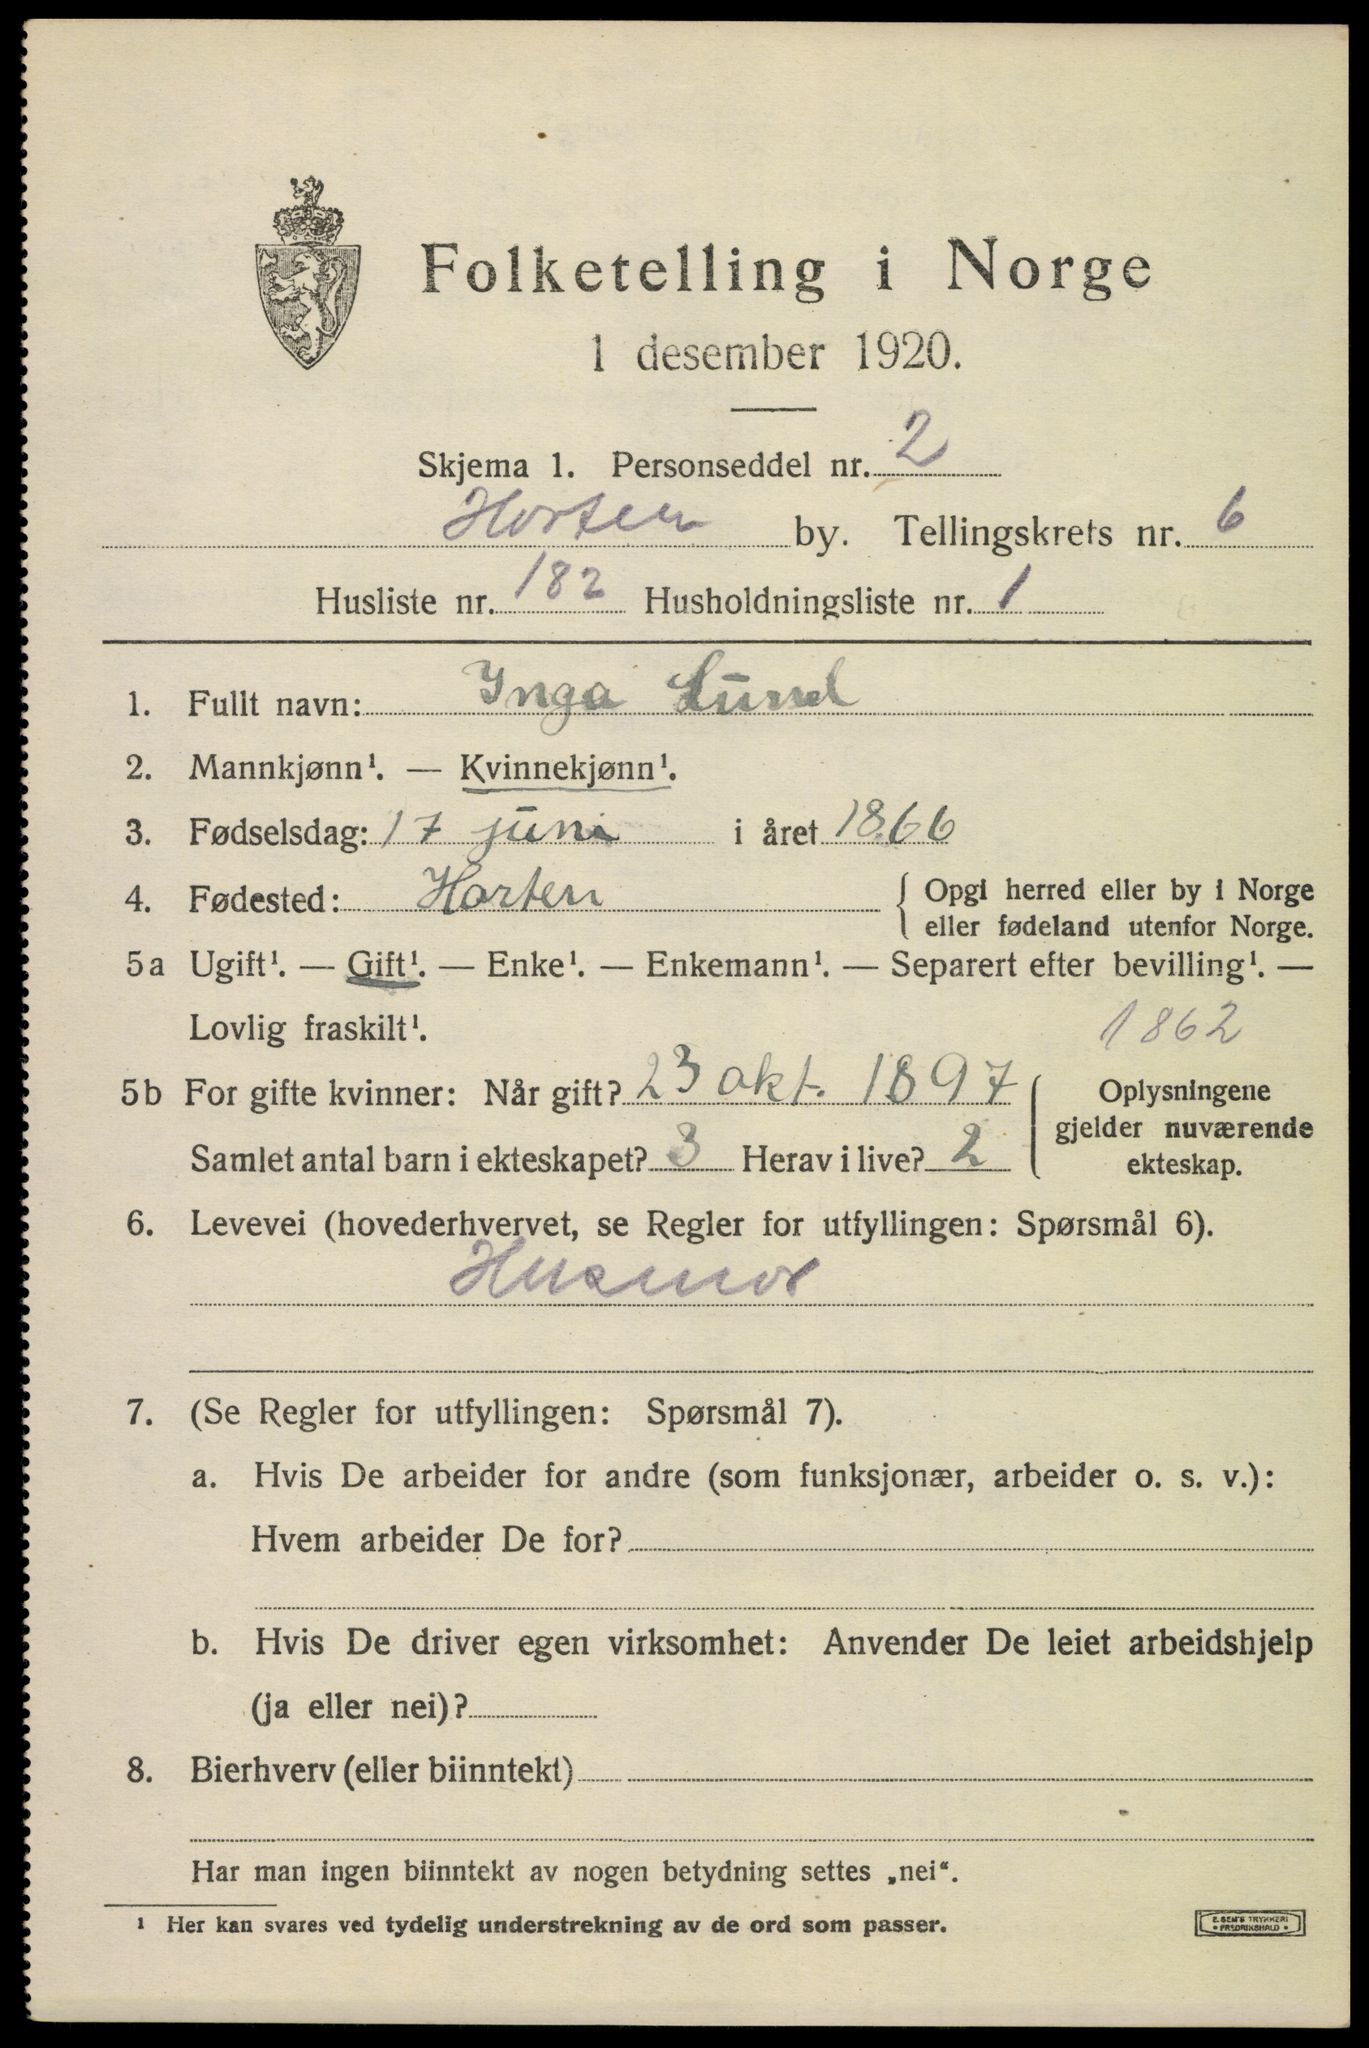 Folketelling i Norge
1 desember 1920.
Skjema 1. Personseddel nr. 2
Horten by. Tellingskrets nr. 6
Husliste nr. 182 Husholdningsliste nr. 1
1. Fullt navn: Inga Lund
2. Mannkjønn¹. — Kvinnekjønn¹.
3. Fødselsdag: 17 juni i året 1866
4. Fødested: Horten { Opgi herred eller by i Norge
eller fødeland utenfor Norge.
5a Ugift¹. — Gift¹. — Enke¹. — Enkemann¹. — Separert efter bevilling¹. —
Lovlig fraskilt¹. 1862
5b For gifte kvinner: Når gift? 23 okt. 1897 { Oplysningene
gjelder nuværende
Samlet antal barn i ekteskapet? 3 Herav i live? 2 ekteskap.
6. Levevei (hovederhvervet, se Regler for utfyllingen: Spørsmål 6).
Husmor
7. (Se Regler for utfyllingen: Spørsmål 7).
a. Hvis De arbeider for andre (som funksjonær, arbeider o. s. v.):
Hvem arbeider De for?
b. Hvis De driver egen virksomhet: Anvender De leiet arbeidshjelp
(ja eller nei)?
8. Bierhverv (eller biinntekt)
Har man ingen biinntekt av nogen betydning settes „nei“.
¹ Her kan svares ved tydelig understrekning av de ord som passer.
E. SEM'S TRYKKERI
• FREDRIKSHALD •